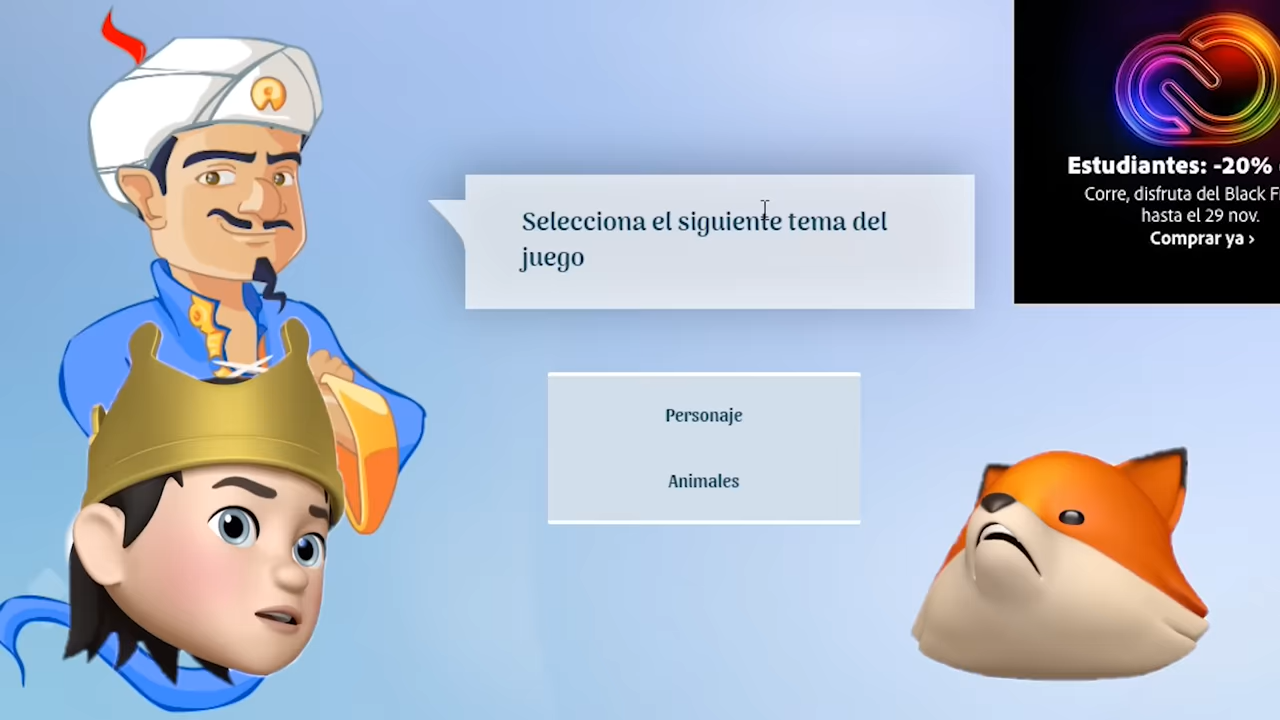 Selecciona el siguiente tema del
juego
Personaje
Animales
Estudiantes: -20%
Corre, disfruta del Black
hasta el 29 nov.
Comprar ya ›